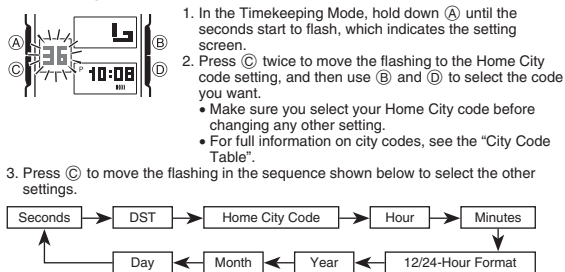 1. In the Timekeeping Mode, hold down Ⓐ until the
seconds start to flash, which indicates the setting
screen.
2. Press Ⓒ twice to move the flashing to the Home City
code setting, and then use Ⓑ and Ⓓ to select the code
you want.
• Make sure you select your Home City code before
changing any other setting.
• For full information on city codes, see the “City Code
Table”.
Ⓐ
Ⓑ
Ⓒ
Ⓓ
36
P 10:08
3. Press Ⓒ to move the flashing in the sequence shown below to select the other
settings.
Seconds DST Home City Code Hour Minutes
Day Month Year 12/24-Hour Format